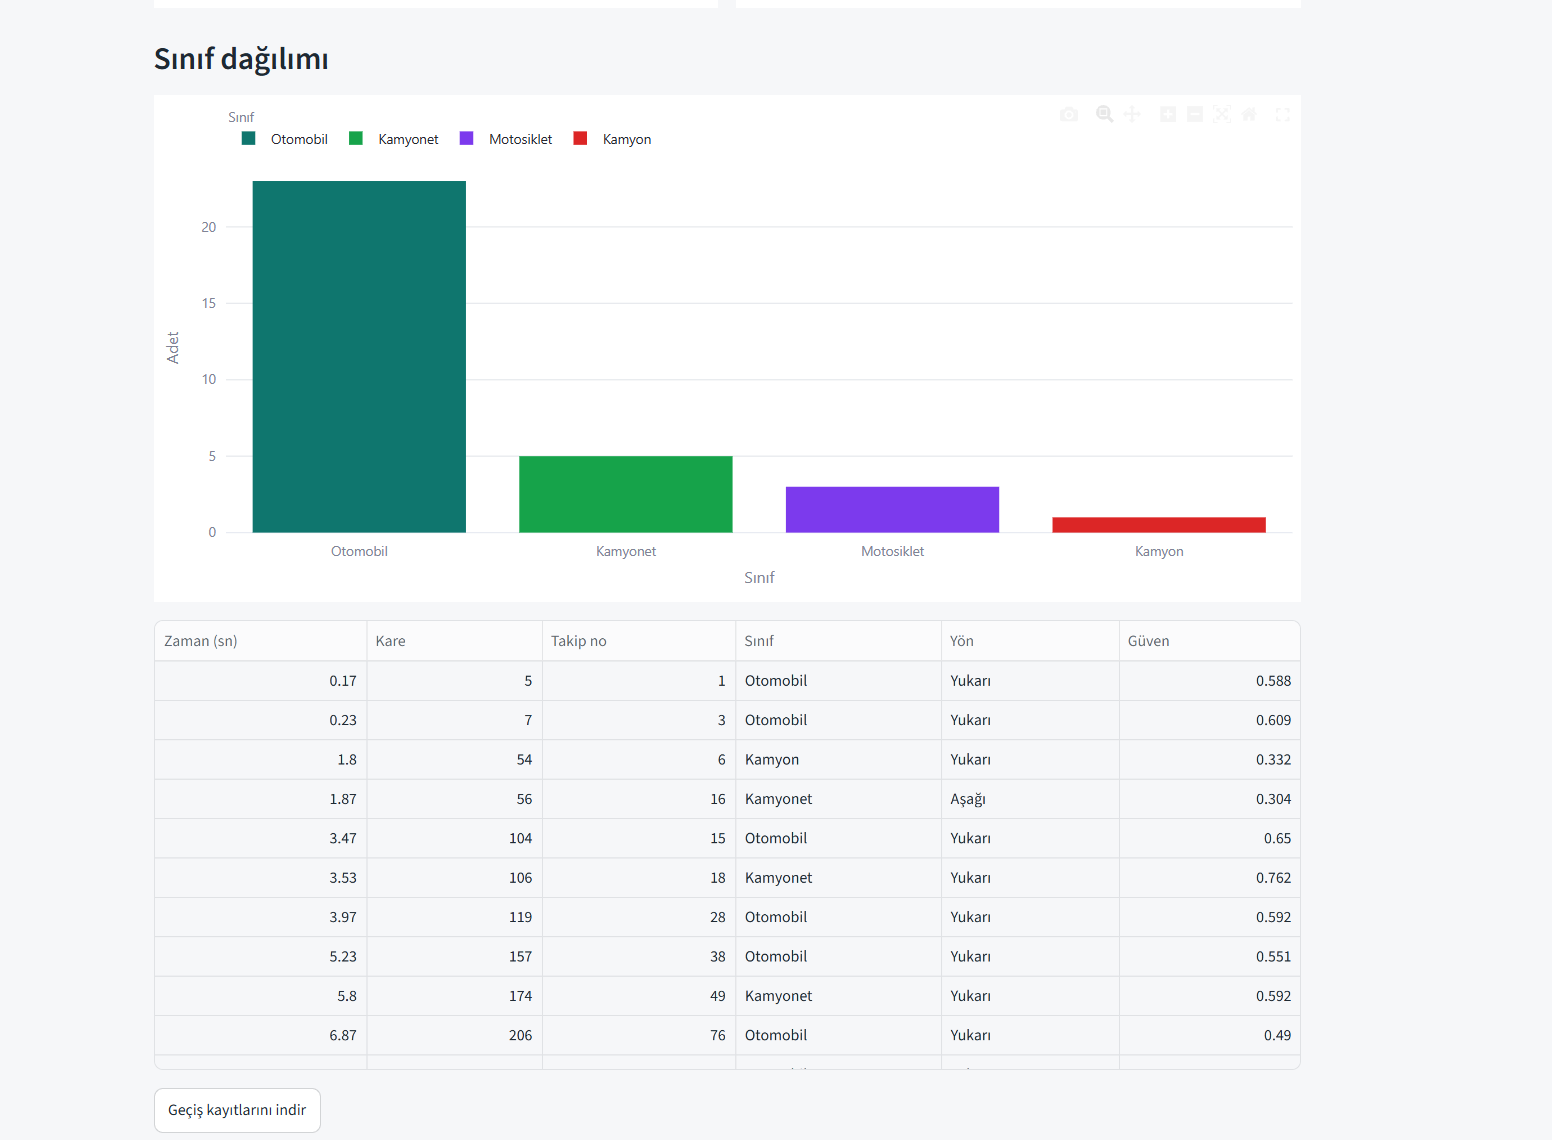 Sınıf dağılımı
Sınıf
Otomobil Kamyonet Motosiklet Kamyon
20
15
10
5
0
Adet
Otomobil Kamyonet Motosiklet Kamyon
Sınıf
Zaman (sn) Kare Takip no Sınıf Yön Güven
0.17 5 1 Otomobil Yukarı 0.588
0.23 7 3 Otomobil Yukarı 0.609
1.8 54 6 Kamyon Yukarı 0.332
1.87 56 16 Kamyonet Aşağı 0.304
3.47 104 15 Otomobil Yukarı 0.65
3.53 106 18 Kamyonet Yukarı 0.762
3.97 119 28 Otomobil Yukarı 0.592
5.23 157 38 Otomobil Yukarı 0.551
5.8 174 49 Kamyonet Yukarı 0.592
6.87 206 76 Otomobil Yukarı 0.49
Geçiş kayıtlarını indir